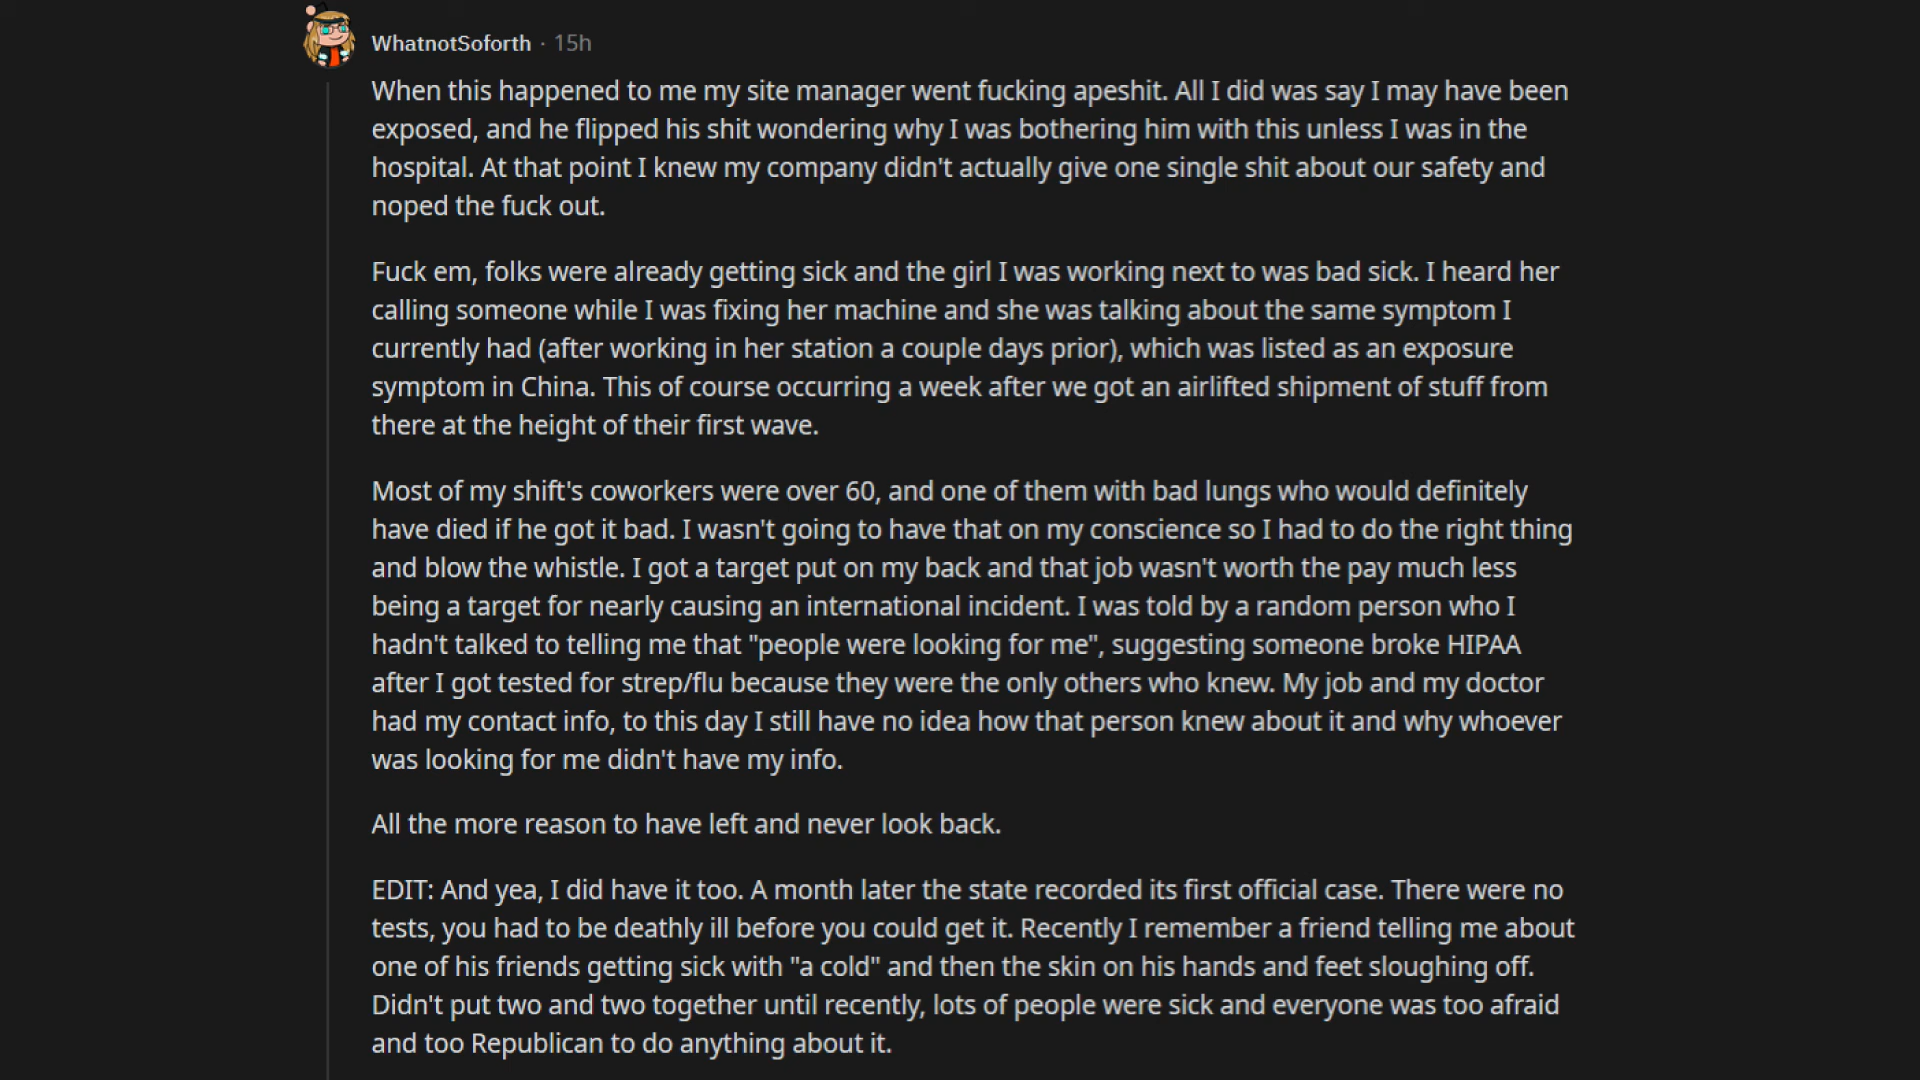 WhatnotSoforth · 15h
When this happened to me my site manager went fucking apeshit. All I did was say I may have been
exposed, and he flipped his shit wondering why I was bothering him with this unless I was in the
hospital. At that point I knew my company didn't actually give one single shit about our safety and
noped the fuck out.
Fuck em, folks were already getting sick and the girl I was working next to was bad sick. I heard her
calling someone while I was fixing her machine and she was talking about the same symptom I
currently had (after working in her station a couple days prior), which was listed as an exposure
symptom in China. This of course occurring a week after we got an airlifted shipment of stuff from
there at the height of their first wave.
Most of my shift's coworkers were over 60, and one of them with bad lungs who would definitely
have died if he got it bad. I wasn't going to have that on my conscience so I had to do the right thing
and blow the whistle. I got a target put on my back and that job wasn't worth the pay much less
being a target for nearly causing an international incident. I was told by a random person who I
hadn't talked to telling me that "people were looking for me", suggesting someone broke HIPAA
after I got tested for strep/flu because they were the only others who knew. My job and my doctor
had my contact info, to this day I still have no idea how that person knew about it and why whoever
was looking for me didn't have my info.
All the more reason to have left and never look back.
EDIT: And yea, I did have it too. A month later the state recorded its first official case. There were no
tests, you had to be deathly ill before you could get it. Recently I remember a friend telling me about
one of his friends getting sick with "a cold" and then the skin on his hands and feet sloughing off.
Didn't put two and two together until recently, lots of people were sick and everyone was too afraid
and too Republican to do anything about it.